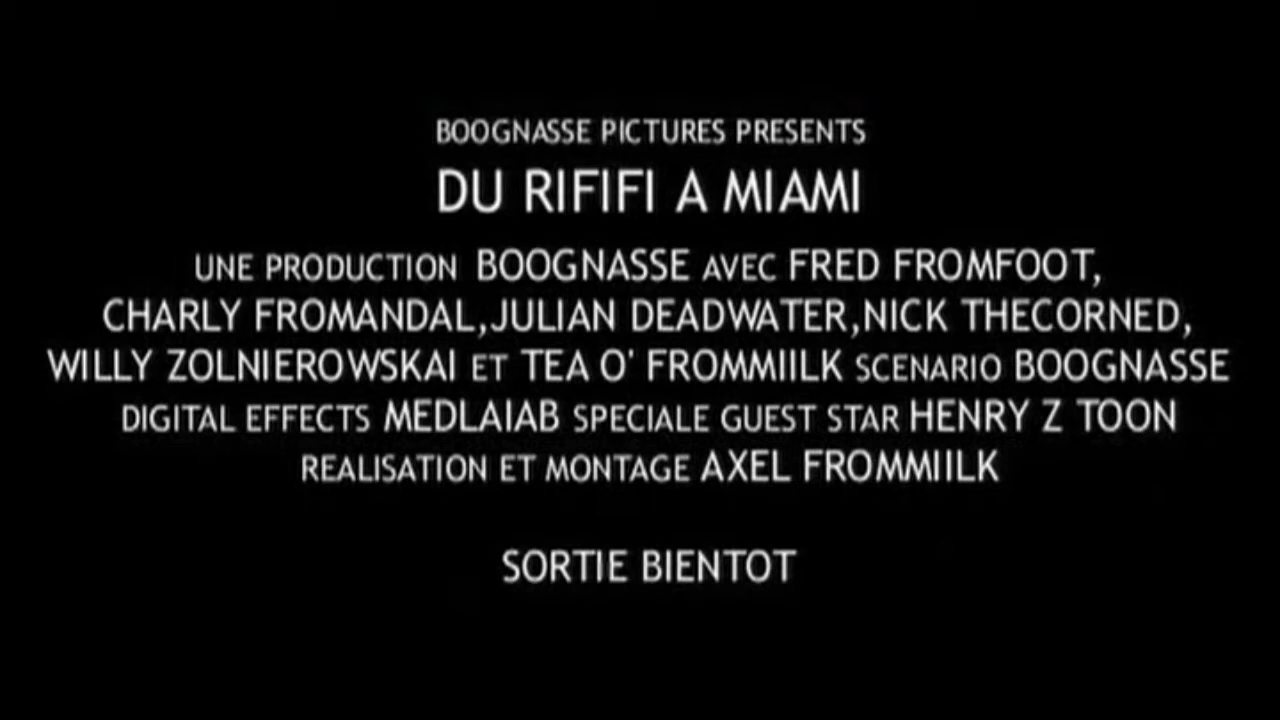 BOOGNASSE PICTURES PRESENTS
DU RIFIFI A MIAMI
UNE PRODUCTION BOOGNASSE AVEC FRED FROMFOOT,
CHARLY FROMANDAL,JULIAN DEADWATER,NICK THECORNED,
WILLY ZOLNIEROWSKAI ET TEA O' FROMMIILK SCENARIO BOOGNASSE
DIGITAL EFFECTS MEDLAIAB SPECIALE GUEST STAR HENRY Z TOON
REALISATION ET MONTAGE AXEL FROMMIILK
SORTIE BIENTOT